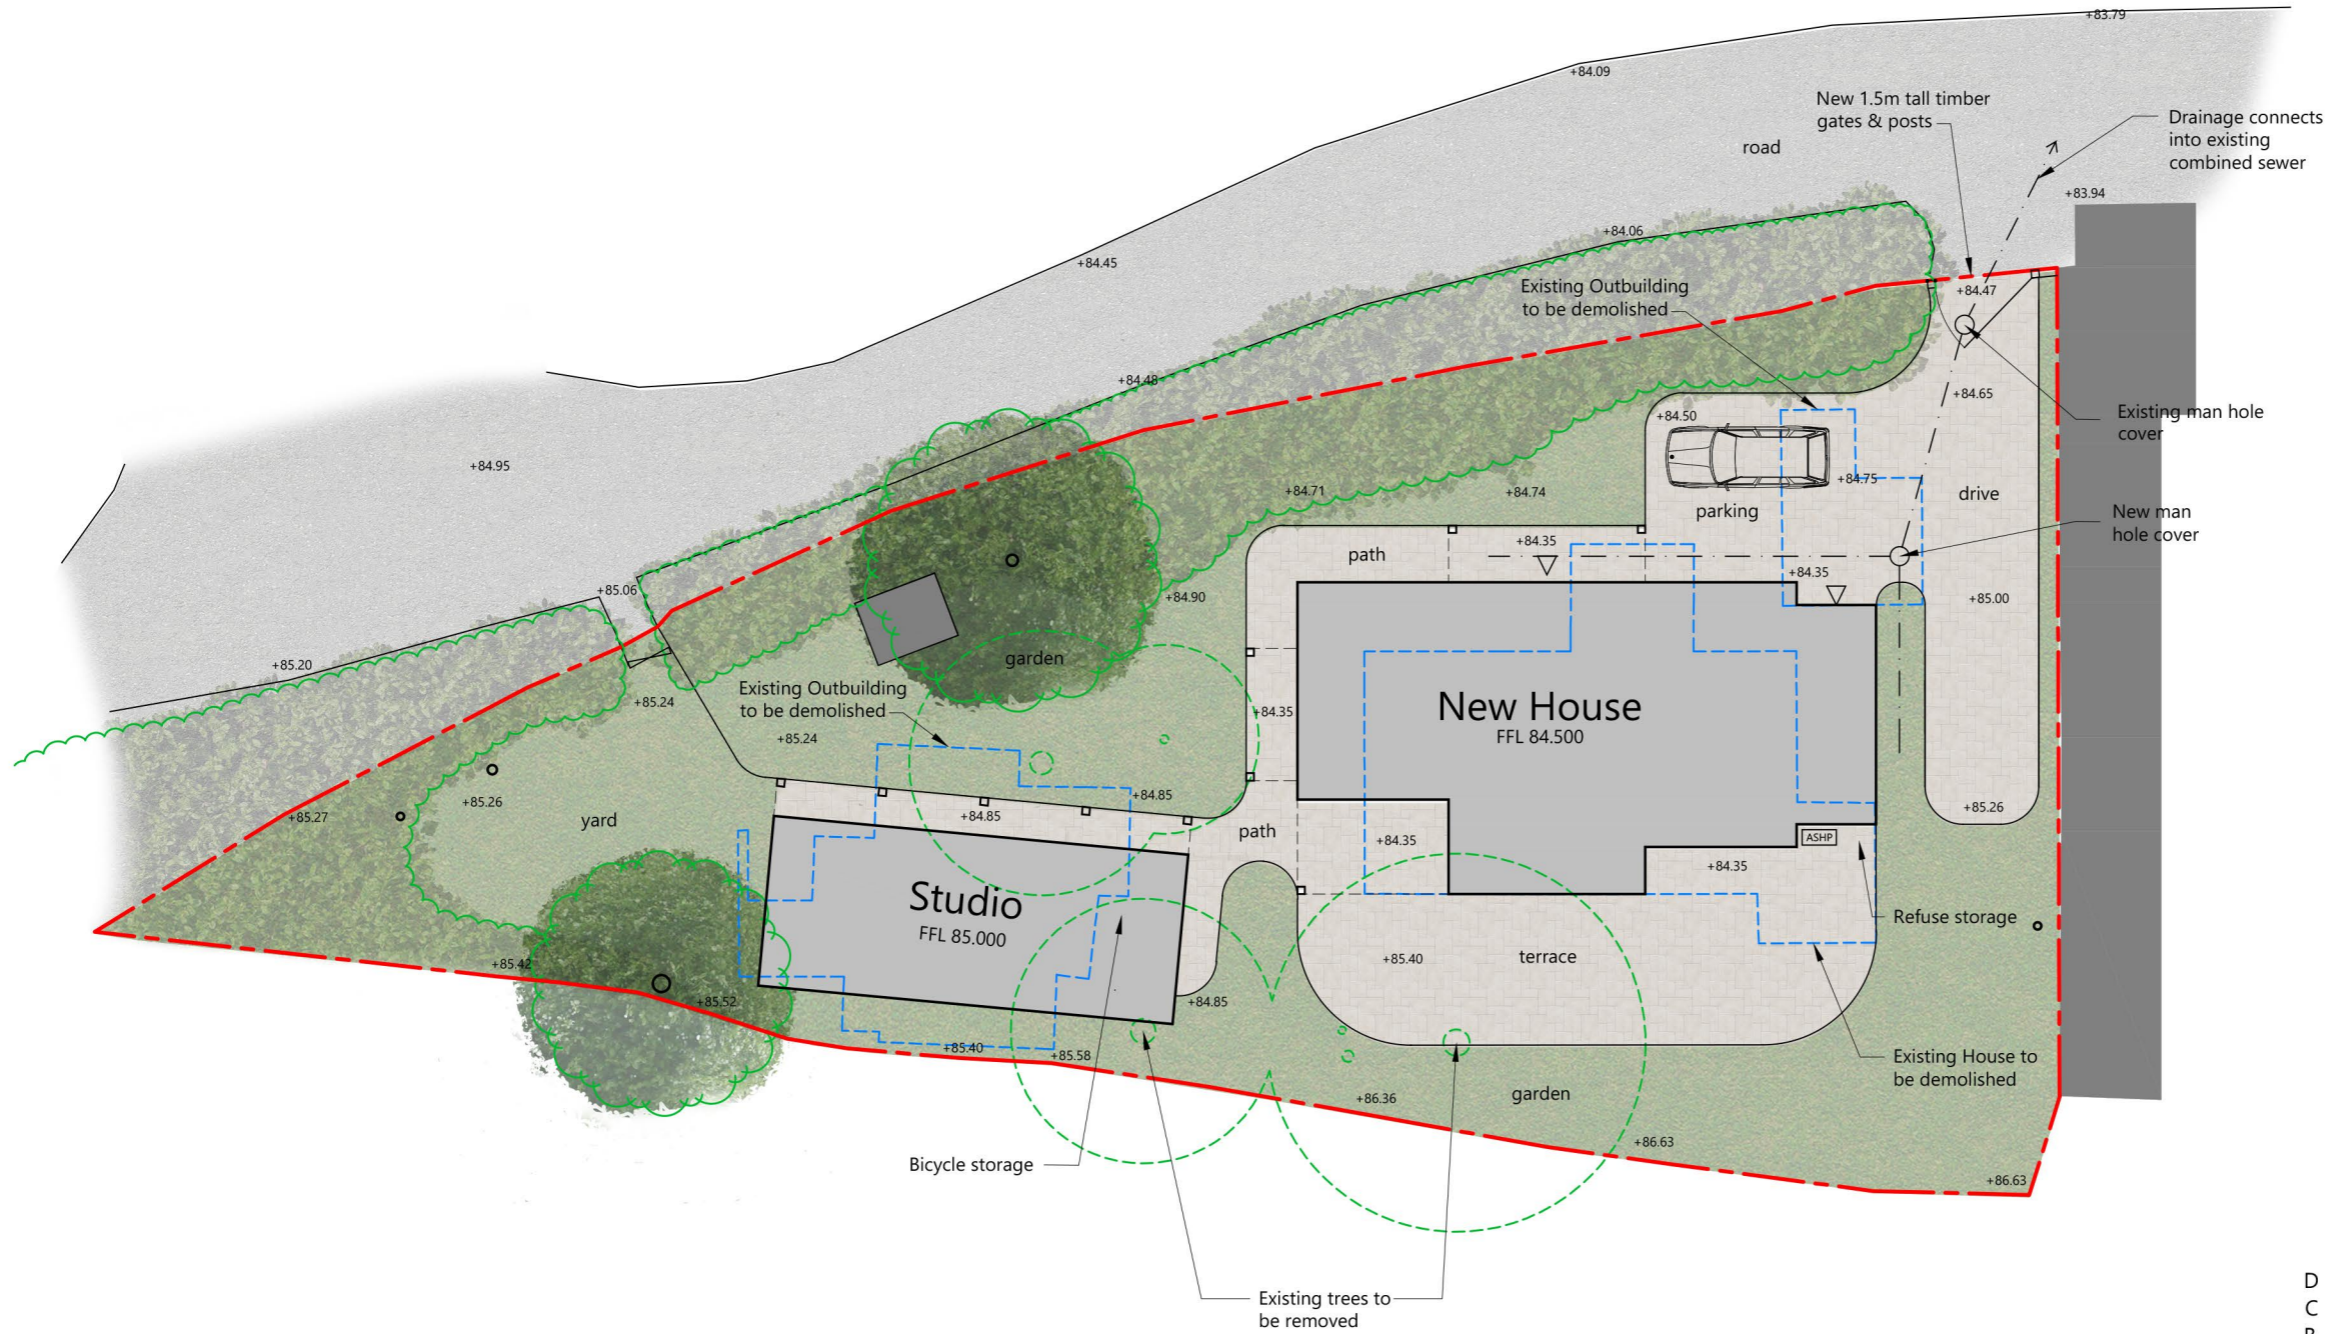 +83.79
+84.09
New 1.5m tall timber
gates & posts
Drainage connects
into existing
combined sewer
road
+83.94
+84.06
+84.45
Existing Outbuilding
to be demolished
+84.47
+84.48
+84.65
Existing man hole
cover
+84.50
+84.95
+84.75
+84.71
+84.74
drive
parking
New man
hole cover
path
+84.35
+84.35
+85.06
+84.90
+85.00
garden
+85.20
Existing Outbuilding
to be demolished
+85.24
+84.35
New House
FFL 84.500
+85.24
+85.26
+84.85
+85.26
+85.27
yard
+84.85
path
+84.35
ASHP
+84.35
Studio
FFL 85.000
Refuse storage
+85.42
+85.40
terrace
+85.52
+84.85
+85.40
+85.58
Existing House to
be demolished
+86.36
garden
+86.63
Bicycle storage
+86.63
Existing trees to
be removed
D
C